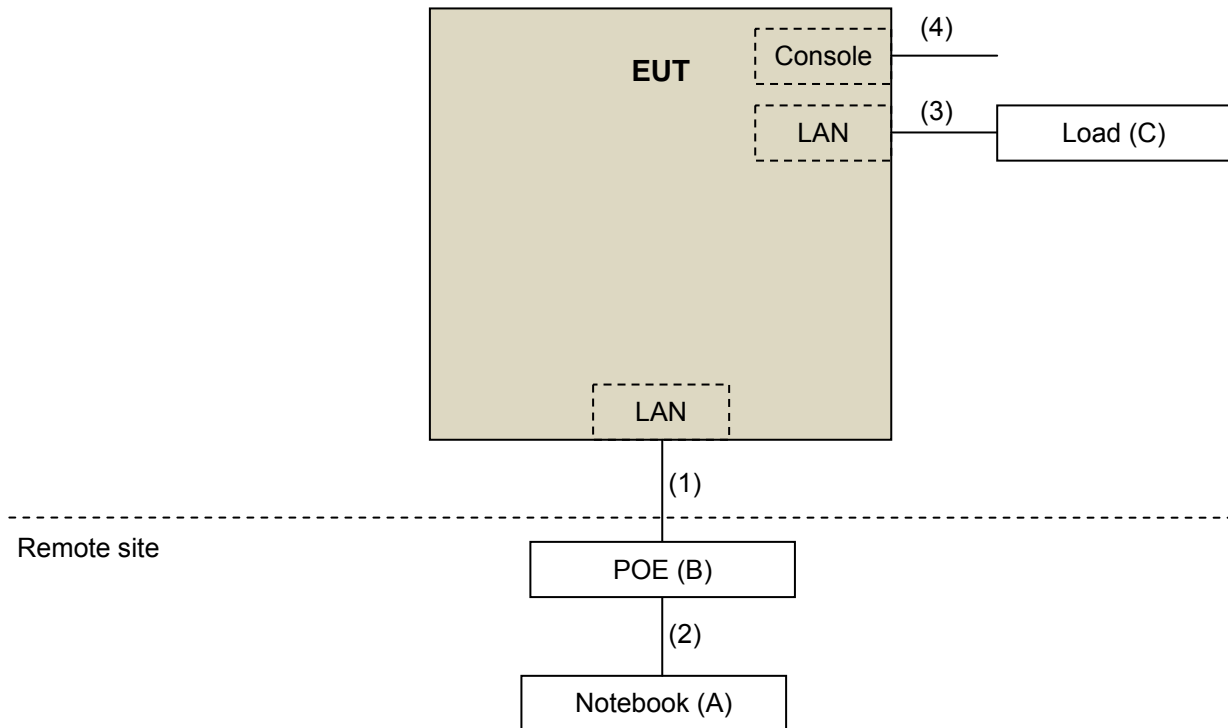 (4)
Console
EUT
(3)
LAN
Load (C)
LAN
(1)
Remote site
POE (B)
(2)
Notebook (A)